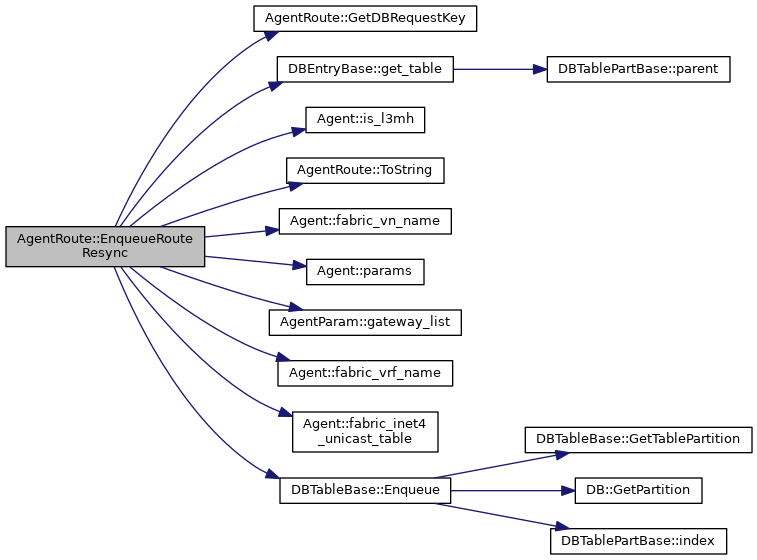 AgentRoute::GetDBRequestKey
DBEntryBase::get_table
DBTablePartBase::parent
Agent::is_l3mh
AgentRoute::ToString
Agent::fabric_vn_name
AgentRoute::EnqueueRoute
Resync
Agent::params
AgentParam::gateway_list
Agent::fabric_vrf_name
Agent::fabric_inet4
_unicast_table
DBTableBase::GetTablePartition
DBTableBase::Enqueue
DB::GetPartition
DBTablePartBase::index